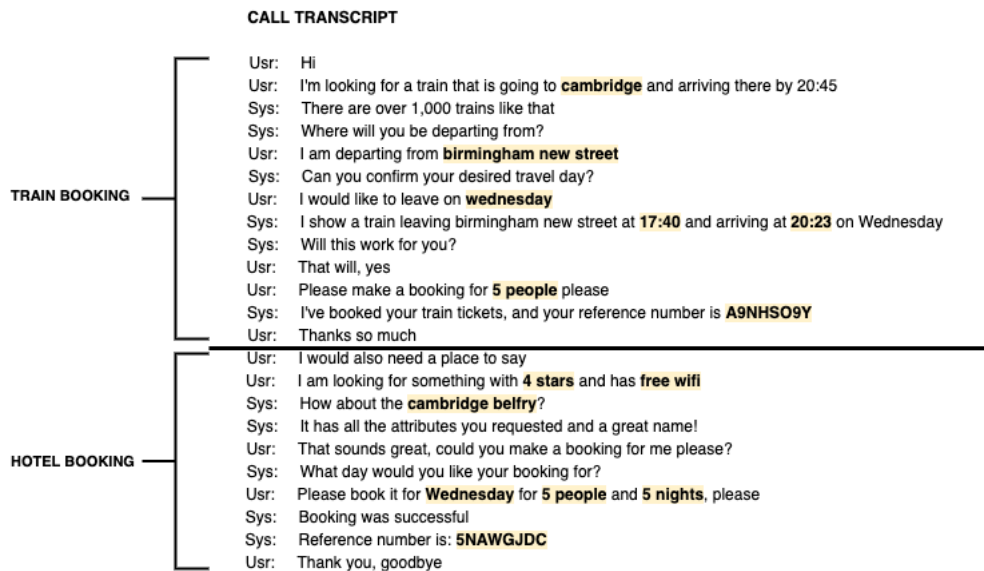 CALL TRANSCRIPT
Usr: Hi
Usr: I'm looking for a train that is going to cambridge and arriving there by 20:45
Sys: There are over 1,000 trains like that
Sys: Where will you be departing from?
Usr: I am departing from birmingham new street
Sys: Can you confirm your desired travel day?
TRAIN BOOKING
Usr: I would like to leave on wednesday
Sys: I show a train leaving birmingham new street at 17:40 and arriving at 20:23 on Wednesday
Sys: Will this work for you?
Usr: That will, yes
Usr: Please make a booking for 5 people please
Sys: I've booked your train tickets, and your reference number is A9NHSO9Y
Usr: Thanks so much
Usr: I would also need a place to say
Usr: I am looking for something with 4 stars and has free wifi
Sys: How about the cambridge belfry?
Sys: It has all the attributes you requested and a great name!
Usr: That sounds great, could you make a booking for me please?
HOTEL BOOKING
Sys: What day would you like your booking for?
Usr: Please book it for Wednesday for 5 people and 5 nights, please
Sys: Booking was successful
Sys: Reference number is: 5NAWGJDC
Usr: Thank you, goodbye